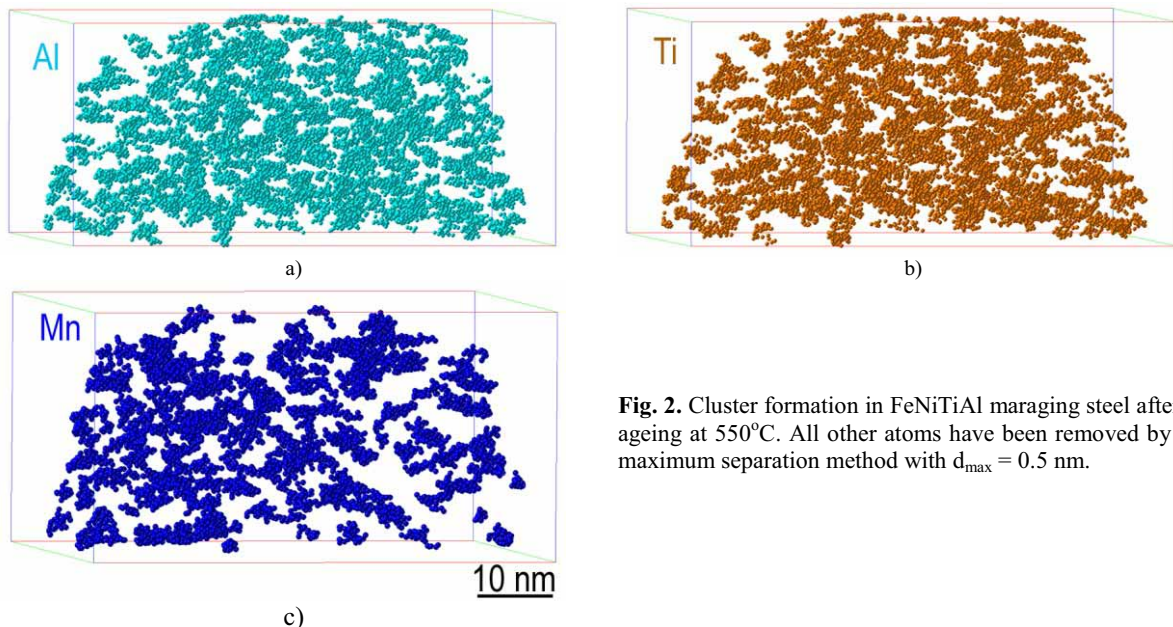 Al
Ti
a)
b)
Mn
10 nm
c)
Fig. 2. Cluster formation in FeNiTiAl maraging steel after
ageing at 550°C. All other atoms have been removed by
maximum separation method with dmax = 0.5 nm.